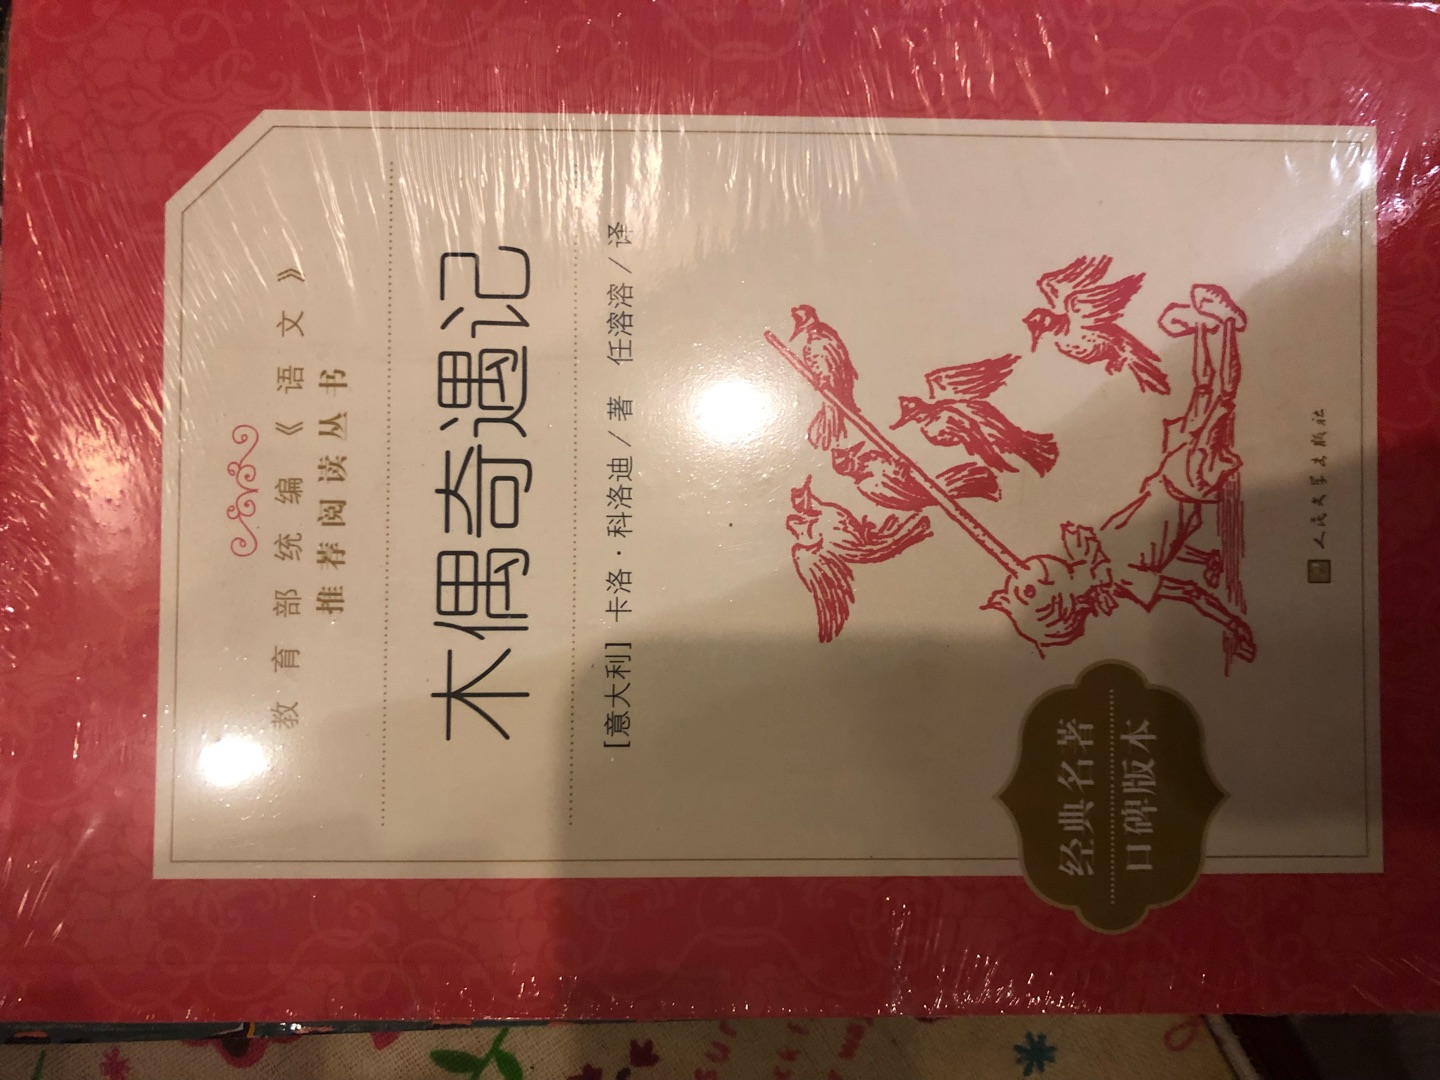 教育部统编《语文》
推荐阅读丛书
木偶奇遇记
[意大利] 卡洛·科洛迪/著 任溶溶/译
经典名著
口碑版本
人民文学出版社